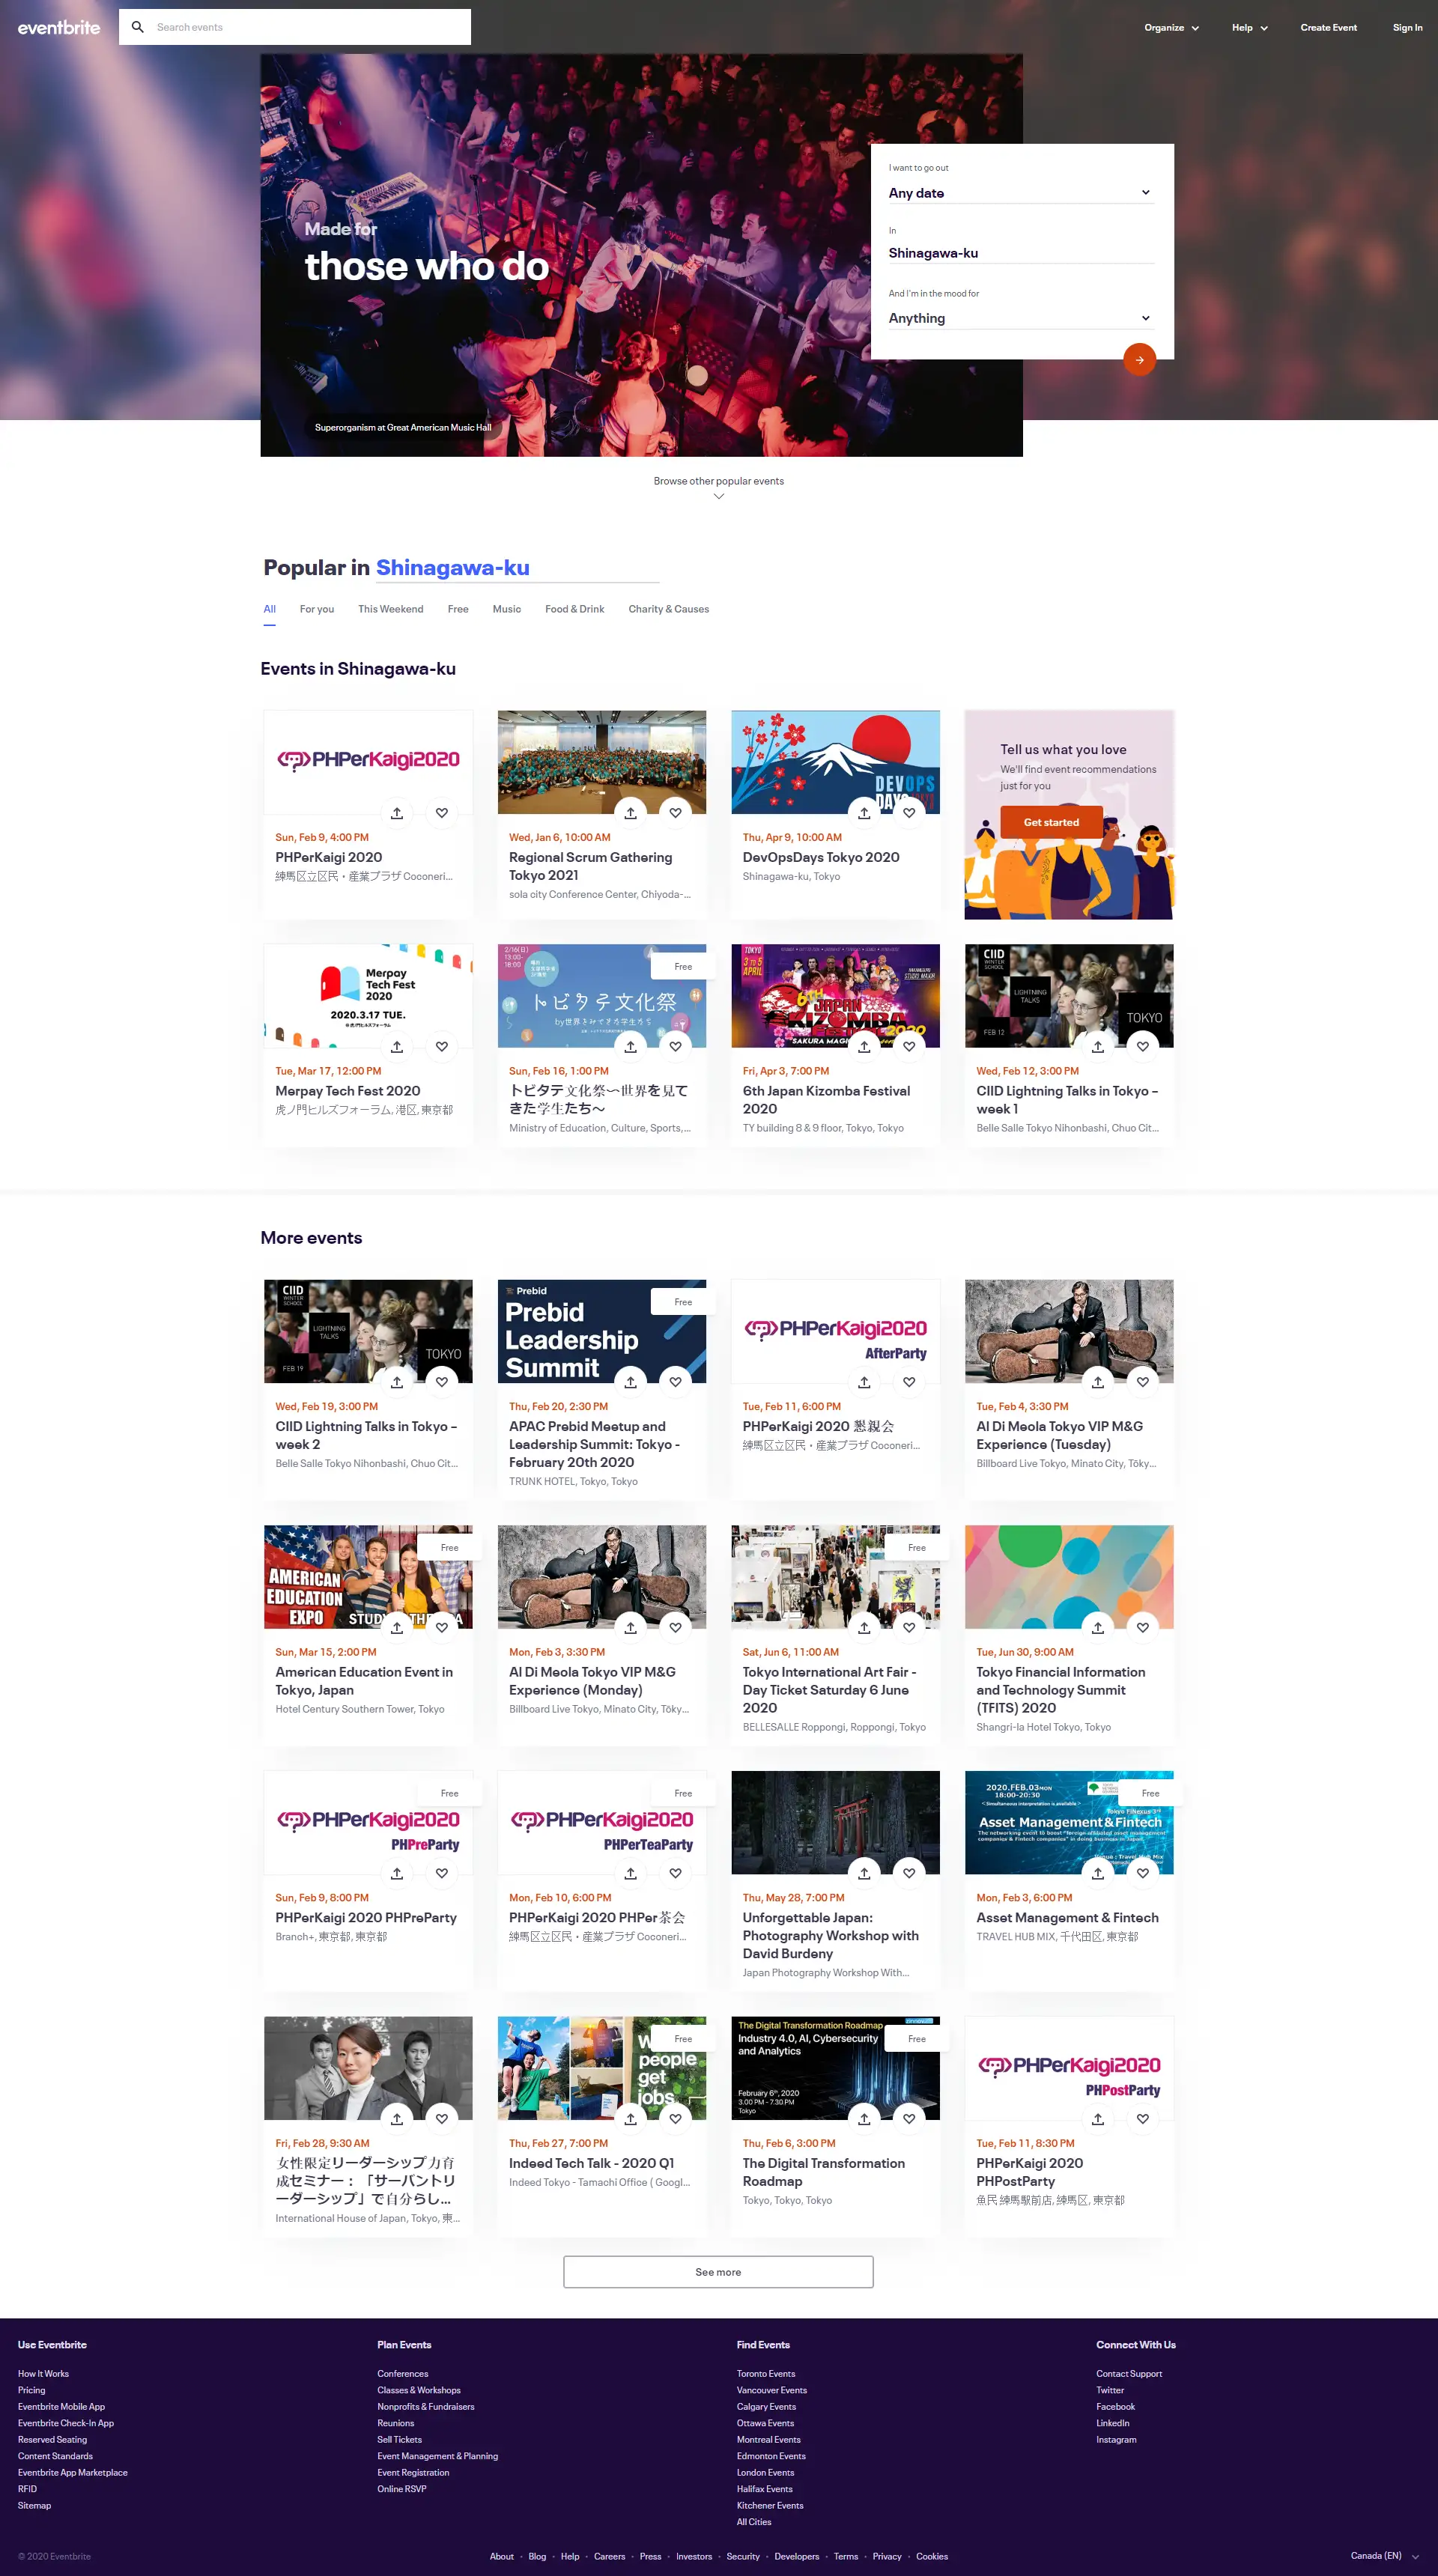 eventbrite
Search events
Organize
Help
Create Event
Sign In
I want to go out
Any date
In
Shinagawa-ku
And I'm in the mood for
Anything
Made for
those who do
Superorganism at Great American Music Hall
Browse other popular events
Popular in Shinagawa-ku
All
For you
This Weekend
Free
Music
Food & Drink
Charity & Causes
Events in Shinagawa-ku
PHPerKaigi2020
Sun, Feb 9, 4:00 PM
PHPerKaigi 2020
練馬区立区民・産業プラザ Coconeri...
Wed, Jan 6, 10:00 AM
Regional Scrum Gathering
Tokyo 2021
sola city Conference Center, Chiyoda-...
DEVOPS
Thu, Apr 9, 10:00 AM
DevOpsDays Tokyo 2020
Shinagawa-ku, Tokyo
Tell us what you love
We'll find event recommendations
just for you
Get started
Merpay
Tech Fest
2020
2020.3.17 TUE.
Tue, Mar 17, 12:00 PM
Merpay Tech Fest 2020
虎ノ門ヒルズフォーラム, 港区, 東京都
2/16(日)
13:00-
18:00
Free
トビタテ文化祭
by世界をみてきた学生たち
Sun, Feb 16, 1:00 PM
トビタテ文化祭〜世界を見て
きた学生たち〜
Ministry of Education, Culture, Sports,...
TOKYO
3 TO 5
APRIL
6TH JAPAN
KIZOMBA
2020
Fri, Apr 3, 7:00 PM
6th Japan Kizomba Festival
2020
TY building 8 & 9 floor, Tokyo, Tokyo
CIID
WINTER
SCHOOL
LIGHTNING
TALKS
FEB 12
TOKYO
Wed, Feb 12, 3:00 PM
CIID Lightning Talks in Tokyo –
week 1
Belle Salle Tokyo Nihonbashi, Chuo Cit...
More events
CIID
WINTER
SCHOOL
LIGHTNING
TALKS
FEB 19
TOKYO
Wed, Feb 19, 3:00 PM
CIID Lightning Talks in Tokyo –
week 2
Belle Salle Tokyo Nihonbashi, Chuo Cit...
Prebid
Prebid
Leadership
Summit
Free
Thu, Feb 20, 2:30 PM
APAC Prebid Meetup and
Leadership Summit: Tokyo -
February 20th 2020
TRUNK HOTEL, Tokyo, Tokyo
PHPerKaigi2020
AfterParty
Tue, Feb 11, 6:00 PM
PHPerKaigi 2020 懇親会
練馬区立区民・産業プラザ Coconeri...
Tue, Feb 4, 3:30 PM
Al Di Meola Tokyo VIP M&G
Experience (Tuesday)
Billboard Live Tokyo, Minato City, Tōky...
AMERICAN
EDUCATION
EXPO
Free
Sun, Mar 15, 2:00 PM
American Education Event in
Tokyo, Japan
Hotel Century Southern Tower, Tokyo
Mon, Feb 3, 3:30 PM
Al Di Meola Tokyo VIP M&G
Experience (Monday)
Billboard Live Tokyo, Minato City, Tōky...
Free
Sat, Jun 6, 11:00 AM
Tokyo International Art Fair -
Day Ticket Saturday 6 June
2020
BELLESALLE Roppongi, Roppongi, Tokyo
Tue, Jun 30, 9:00 AM
Tokyo Financial Information
and Technology Summit
(TFITS) 2020
Shangri-la Hotel Tokyo, Tokyo
Free
PHPerKaigi2020
PHPreParty
Sun, Feb 9, 8:00 PM
PHPerKaigi 2020 PHPreParty
Branch+, 東京都, 東京都
Free
PHPerKaigi2020
PHPerTeaParty
Mon, Feb 10, 6:00 PM
PHPerKaigi 2020 PHPer茶会
練馬区立区民・産業プラザ Coconeri...
Thu, May 28, 7:00 PM
Unforgettable Japan:
Photography Workshop with
David Burdeny
Japan Photography Workshop With...
2020.FEB.03MON
18:00-20:30
Free
Asset Management & Fintech
Mon, Feb 3, 6:00 PM
Asset Management & Fintech
TRAVEL HUB MIX, 千代田区, 東京都
Fri, Feb 28, 9:30 AM
女性限定リーダーシップ力育
成セミナー：「サーバントリ
ーダーシップ」で自分らし...
International House of Japan, Tokyo, 東...
Free
people
get
jobs
Thu, Feb 27, 7:00 PM
Indeed Tech Talk - 2020 Q1
Indeed Tokyo - Tamachi Office ( Googl...
The Digital Transformation Roadmap
Industry 4.0, AI, Cybersecurity
and Analytics
Free
February 6th, 2020
3.00 PM - 7.30 PM
Tokyo
Thu, Feb 6, 3:00 PM
The Digital Transformation
Roadmap
Tokyo, Tokyo, Tokyo
PHPerKaigi2020
PHPostParty
Tue, Feb 11, 8:30 PM
PHPerKaigi 2020
PHPostParty
魚民 練馬駅前店, 練馬区, 東京都
See more
Use Eventbrite
How It Works
Pricing
Eventbrite Mobile App
Eventbrite Check-In App
Reserved Seating
Content Standards
Eventbrite App Marketplace
RFID
Sitemap
Plan Events
Conferences
Classes & Workshops
Nonprofits & Fundraisers
Reunions
Sell Tickets
Event Management & Planning
Event Registration
Online RSVP
Find Events
Toronto Events
Vancouver Events
Calgary Events
Ottawa Events
Montreal Events
Edmonton Events
London Events
Halifax Events
Kitchener Events
All Cities
Connect With Us
Contact Support
Twitter
Facebook
LinkedIn
Instagram
© 2020 Eventbrite
About · Blog · Help · Careers · Press · Investors · Security · Developers · Terms · Privacy · Cookies
Canada (EN)